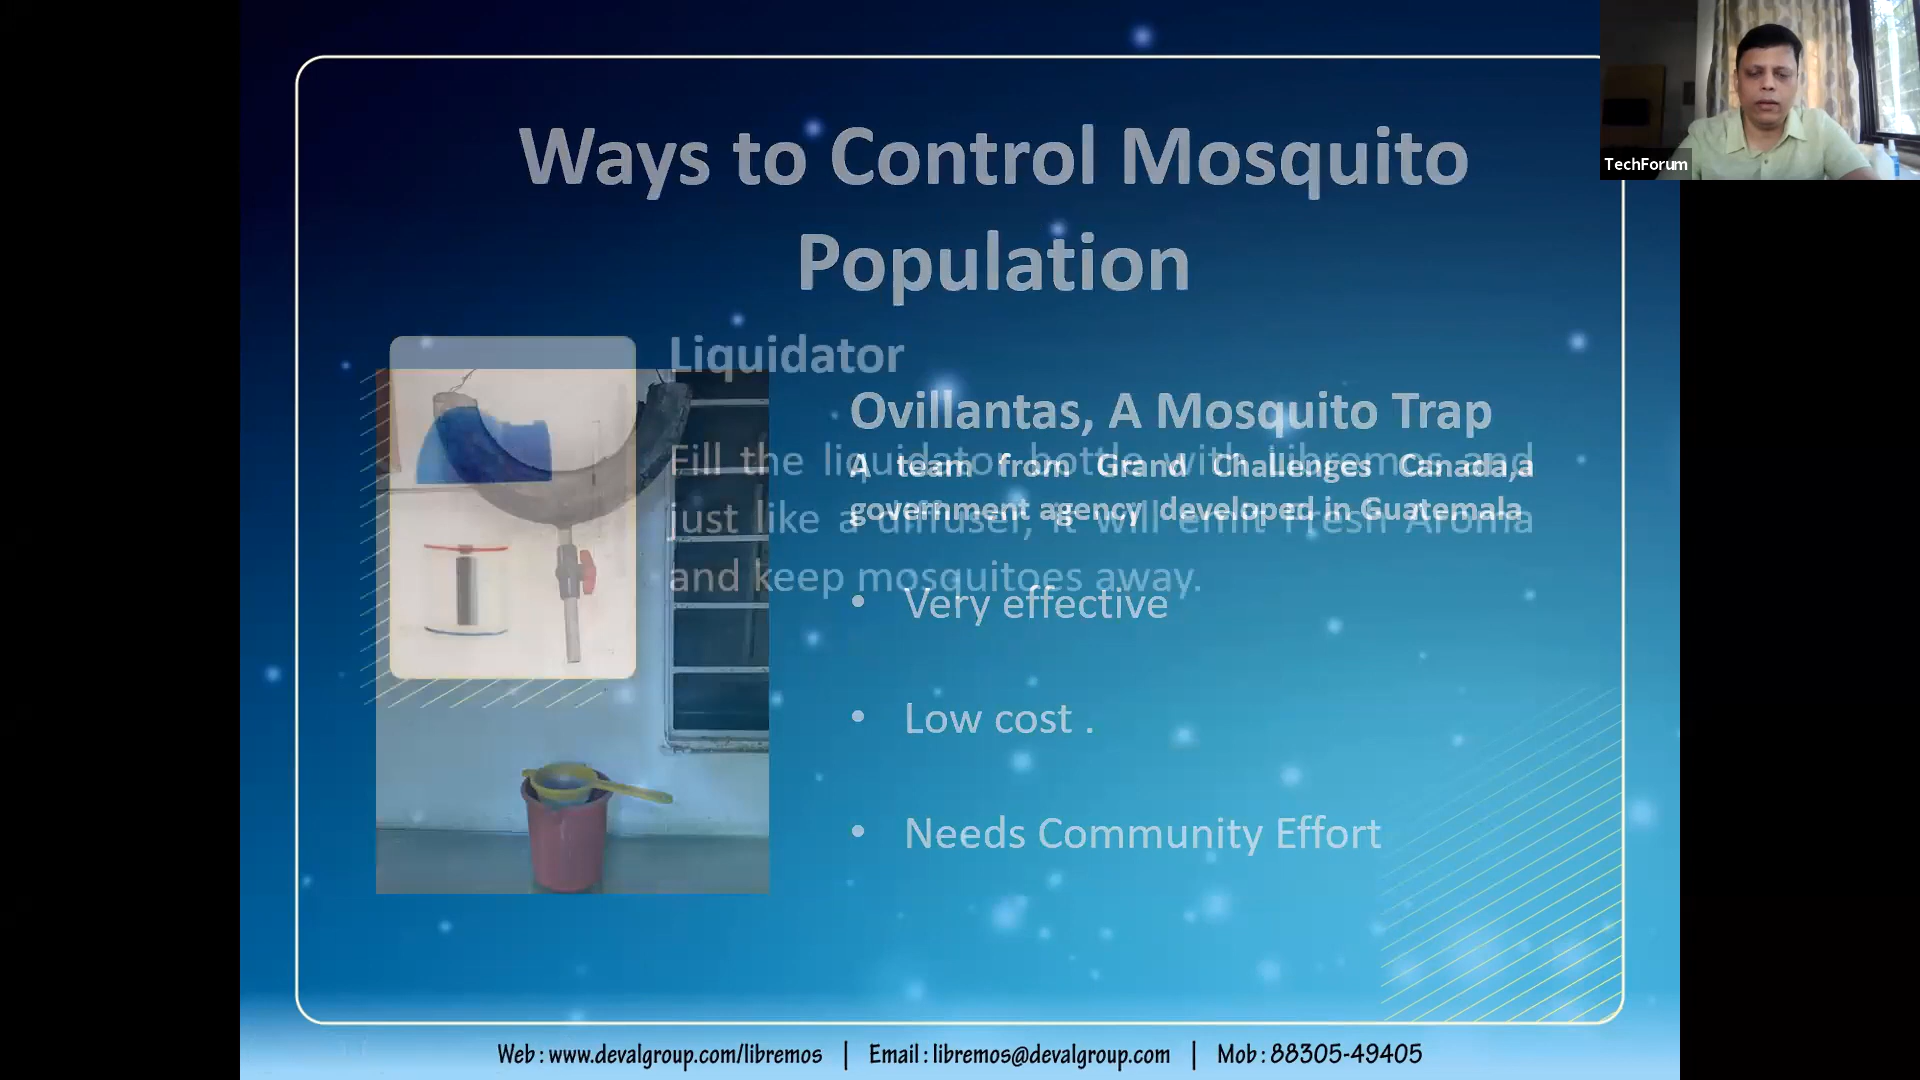 TechForum
Ways to Control Mosquito
Population
Liquidator
Fill the liquidator bottle with Libremos and
just like a diffuser, it will emit Fresh Aroma
and keep mosquitoes away.
Ovillantas, A Mosquito Trap
A team from Grand Challenges Canada,a
government agency developed in Guatemala
• Very effective
• Low cost .
• Needs Community Effort
Web : www.devalgroup.com/libremos | Email : libremos@devalgroup.com | Mob : 88305-49405